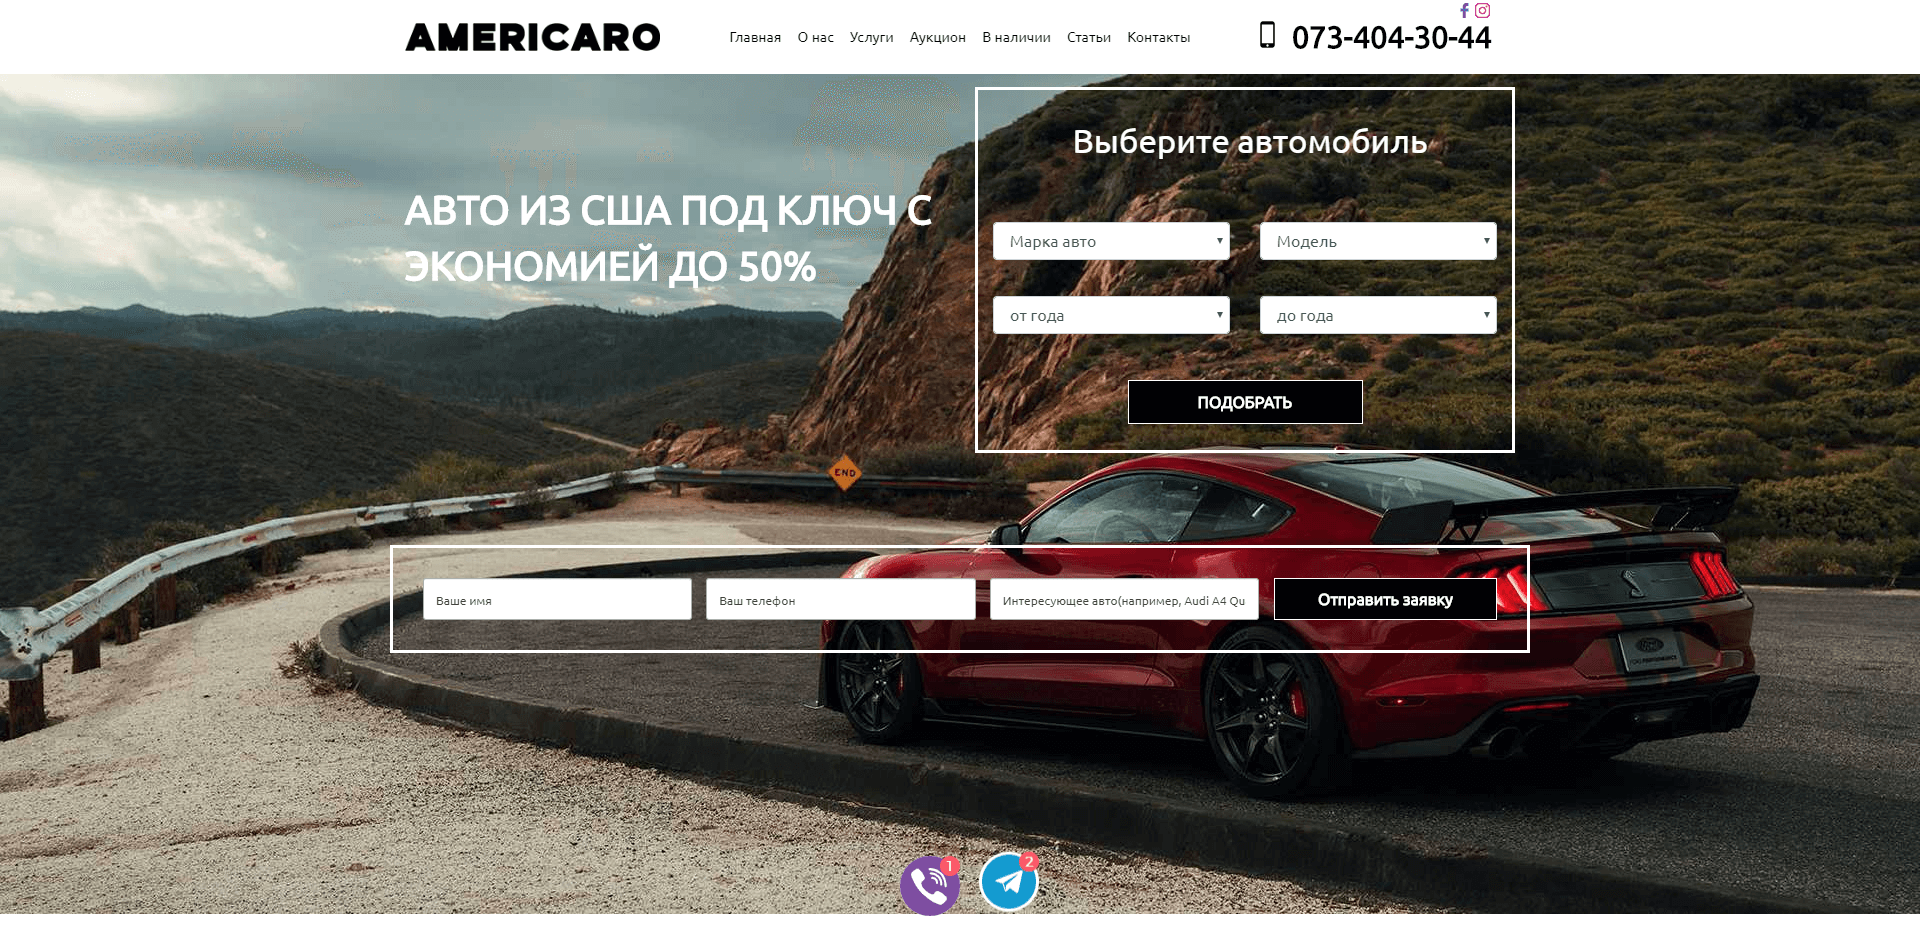 AMERICARO
Главная О нас Услуги Аукцион В наличии Статьи Контакты
073-404-30-44
Выберите автомобиль
АВТО ИЗ США ПОД КЛЮЧ С
ЭКОНОМИЕЙ ДО 50%
Марка авто
Модель
от года
до года
ПОДОБРАТЬ
END
Ваше имя
Ваш телефон
Интересующее авто(например, Audi A4 Qu
Отправить заявку
1
2